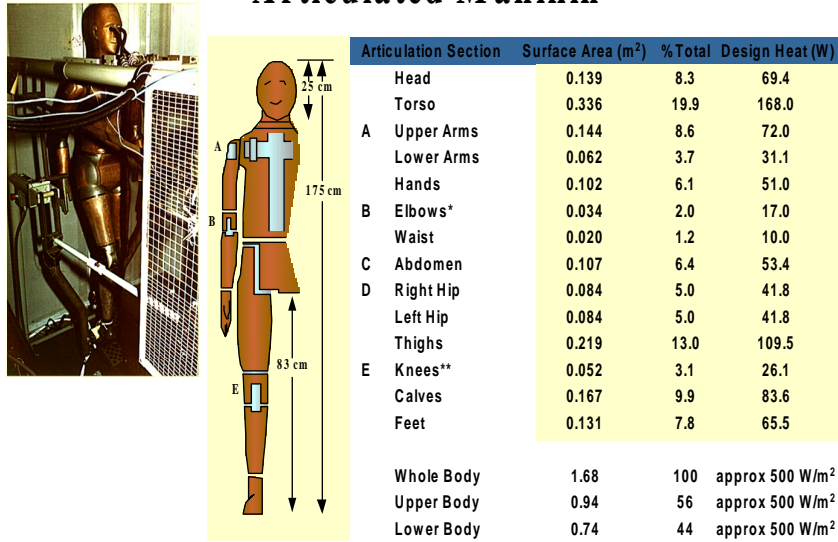 Articulated Manikin
Articulation Section Surface Area (m²) %Total Design Heat (W)
Head 0.139 8.3 69.4
Torso 0.336 19.9 168.0
A Upper Arms 0.144 8.6 72.0
Lower Arms 0.062 3.7 31.1
Hands 0.102 6.1 51.0
B Elbows* 0.034 2.0 17.0
Waist 0.020 1.2 10.0
C Abdomen 0.107 6.4 53.4
D Right Hip 0.084 5.0 41.8
Left Hip 0.084 5.0 41.8
Thighs 0.219 13.0 109.5
E Knees** 0.052 3.1 26.1
Calves 0.167 9.9 83.6
Feet 0.131 7.8 65.5
Whole Body 1.68 100 approx 500 W/m²
Upper Body 0.94 56 approx 500 W/m²
Lower Body 0.74 44 approx 500 W/m²
25 cm
A
175 cm
B
83 cm
E